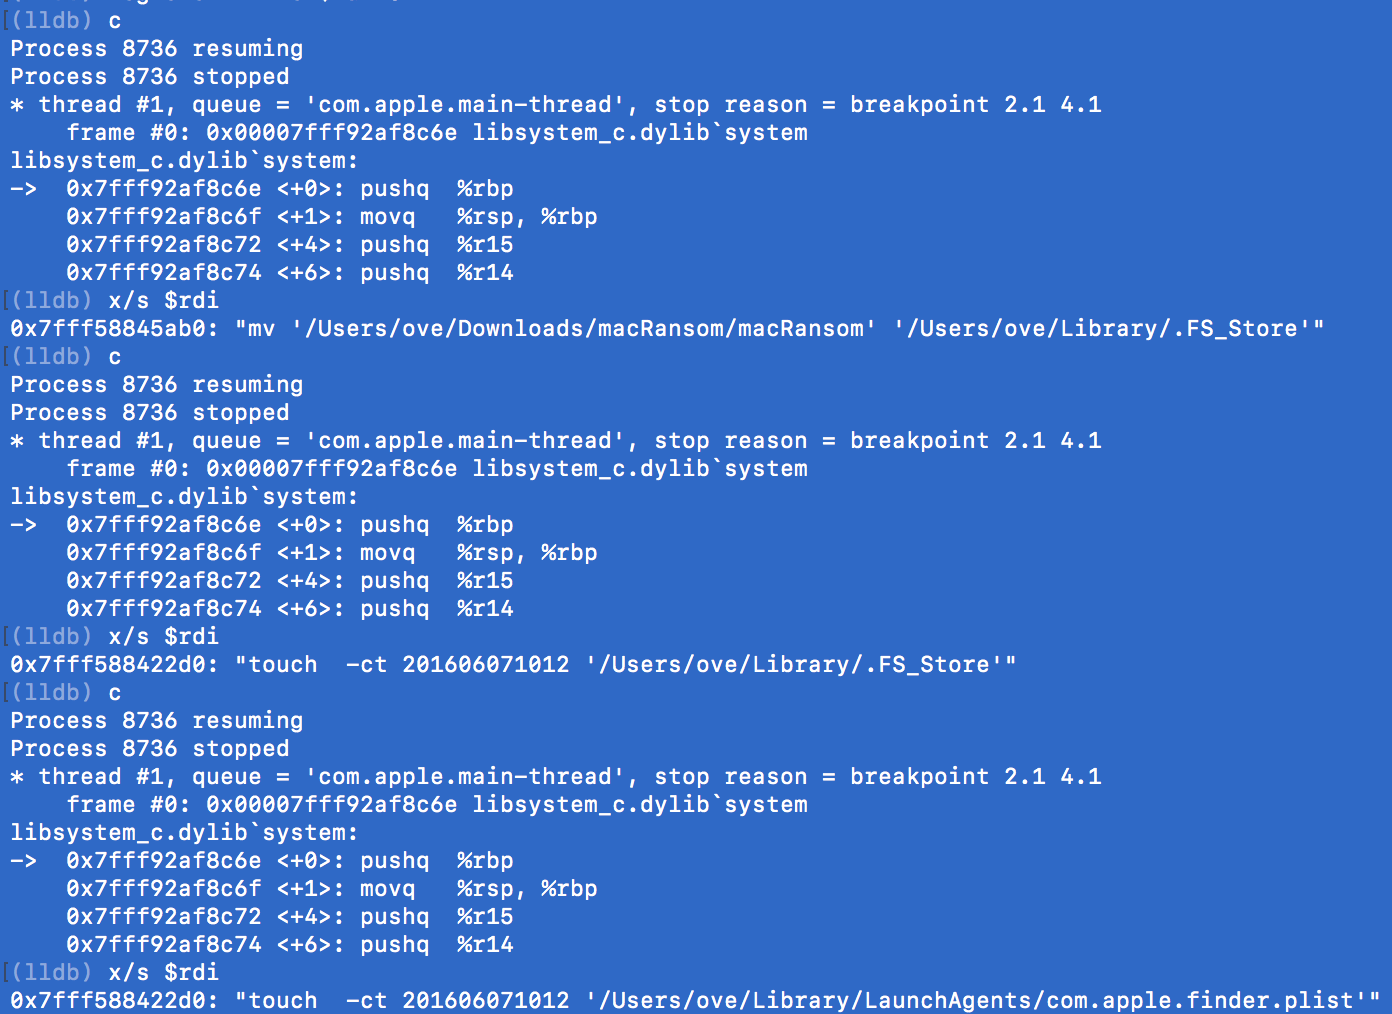 (lldb) c
Process 8736 resuming
Process 8736 stopped
* thread #1, queue = 'com.apple.main-thread', stop reason = breakpoint 2.1 4.1
    frame #0: 0x00007fff92af8c6e libsystem_c.dylib`system
libsystem_c.dylib`system:
->  0x7fff92af8c6e <+0>: pushq  %rbp
    0x7fff92af8c6f <+1>: movq   %rsp, %rbp
    0x7fff92af8c72 <+4>: pushq  %r15
    0x7fff92af8c74 <+6>: pushq  %r14
(lldb) x/s $rdi
0x7fff58845ab0: "mv '/Users/ove/Downloads/macRansom/macRansom' '/Users/ove/Library/.FS_Store'"
(lldb) c
Process 8736 resuming
Process 8736 stopped
* thread #1, queue = 'com.apple.main-thread', stop reason = breakpoint 2.1 4.1
    frame #0: 0x00007fff92af8c6e libsystem_c.dylib`system
libsystem_c.dylib`system:
->  0x7fff92af8c6e <+0>: pushq  %rbp
    0x7fff92af8c6f <+1>: movq   %rsp, %rbp
    0x7fff92af8c72 <+4>: pushq  %r15
    0x7fff92af8c74 <+6>: pushq  %r14
(lldb) x/s $rdi
0x7fff588422d0: "touch  -ct 201606071012 '/Users/ove/Library/.FS_Store'"
(lldb) c
Process 8736 resuming
Process 8736 stopped
* thread #1, queue = 'com.apple.main-thread', stop reason = breakpoint 2.1 4.1
    frame #0: 0x00007fff92af8c6e libsystem_c.dylib`system
libsystem_c.dylib`system:
->  0x7fff92af8c6e <+0>: pushq  %rbp
    0x7fff92af8c6f <+1>: movq   %rsp, %rbp
    0x7fff92af8c72 <+4>: pushq  %r15
    0x7fff92af8c74 <+6>: pushq  %r14
(lldb) x/s $rdi
0x7fff588422d0: "touch  -ct 201606071012 '/Users/ove/Library/LaunchAgents/com.apple.finder.plist'"